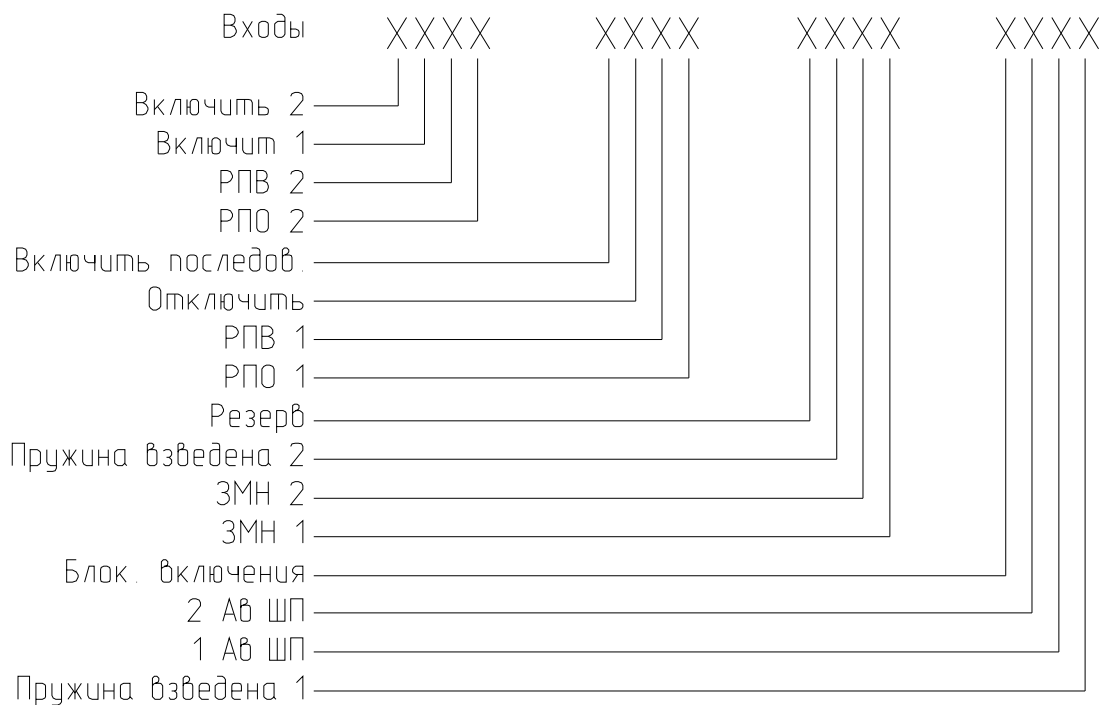 Входы XXXX XXXX XXXX XXXX
Включить 2
Включит 1
РПВ 2
РПО 2
Включить последов.
Отключить
РПВ 1
РПО 1
Резерв
Пружина взведена 2
ЗМН 2
ЗМН 1
Блок. включения
2 Ав ШП
1 Ав ШП
Пружина взведена 1